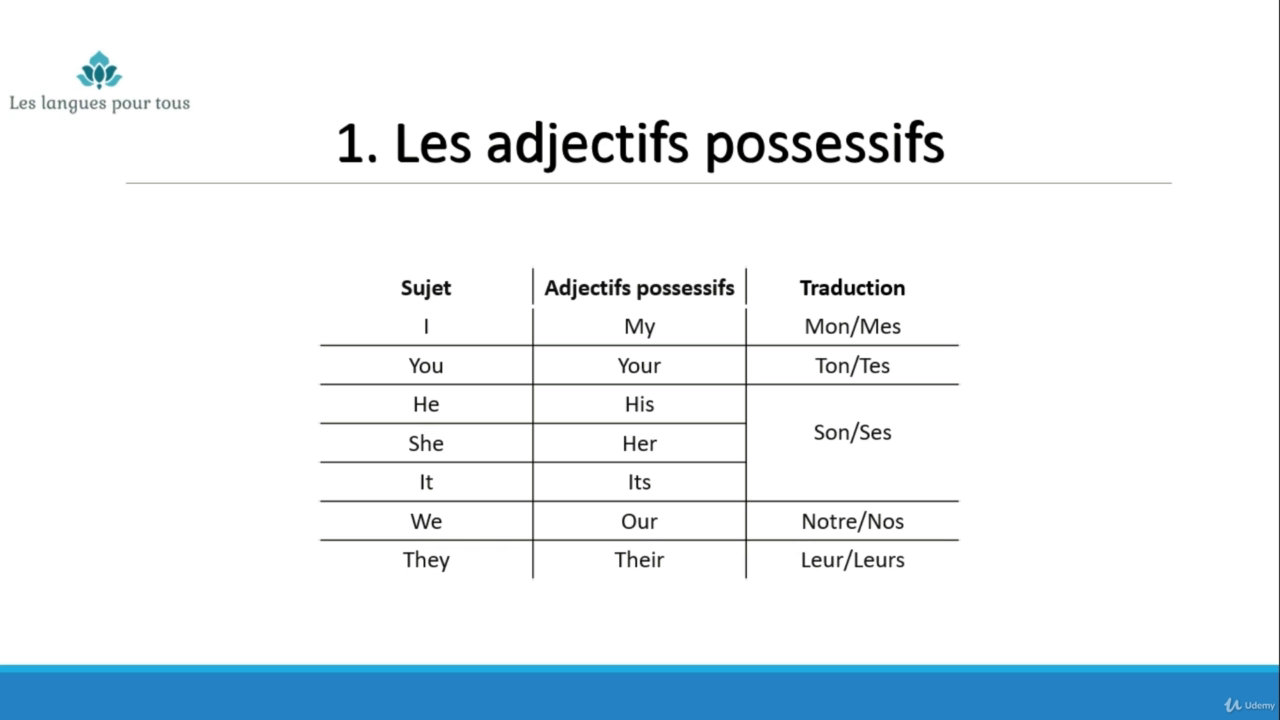 Les langues pour tous
1. Les adjectifs possessifs
Sujet Adjectifs possessifs Traduction
I My Mon/Mes
You Your Ton/Tes
He His
Son/Ses
She Her
It Its
We Our Notre/Nos
They Their Leur/Leurs
Udemy